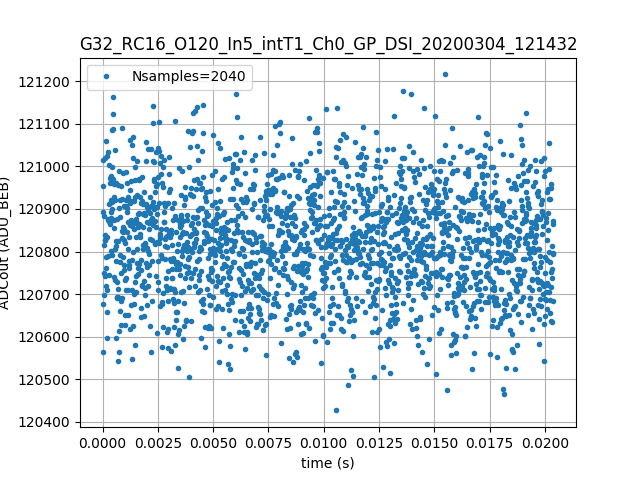 G32_RC16_O120_In5_intT1_Ch0_GP_DSI_20200304_121432
Nsamples=2040
121200
121100
121000
120900
120800
120700
120600
120500
120400
ADCout (ADU_BEB)
0.0000 0.0025 0.0050 0.0075 0.0100 0.0125 0.0150 0.0175 0.0200
time (s)